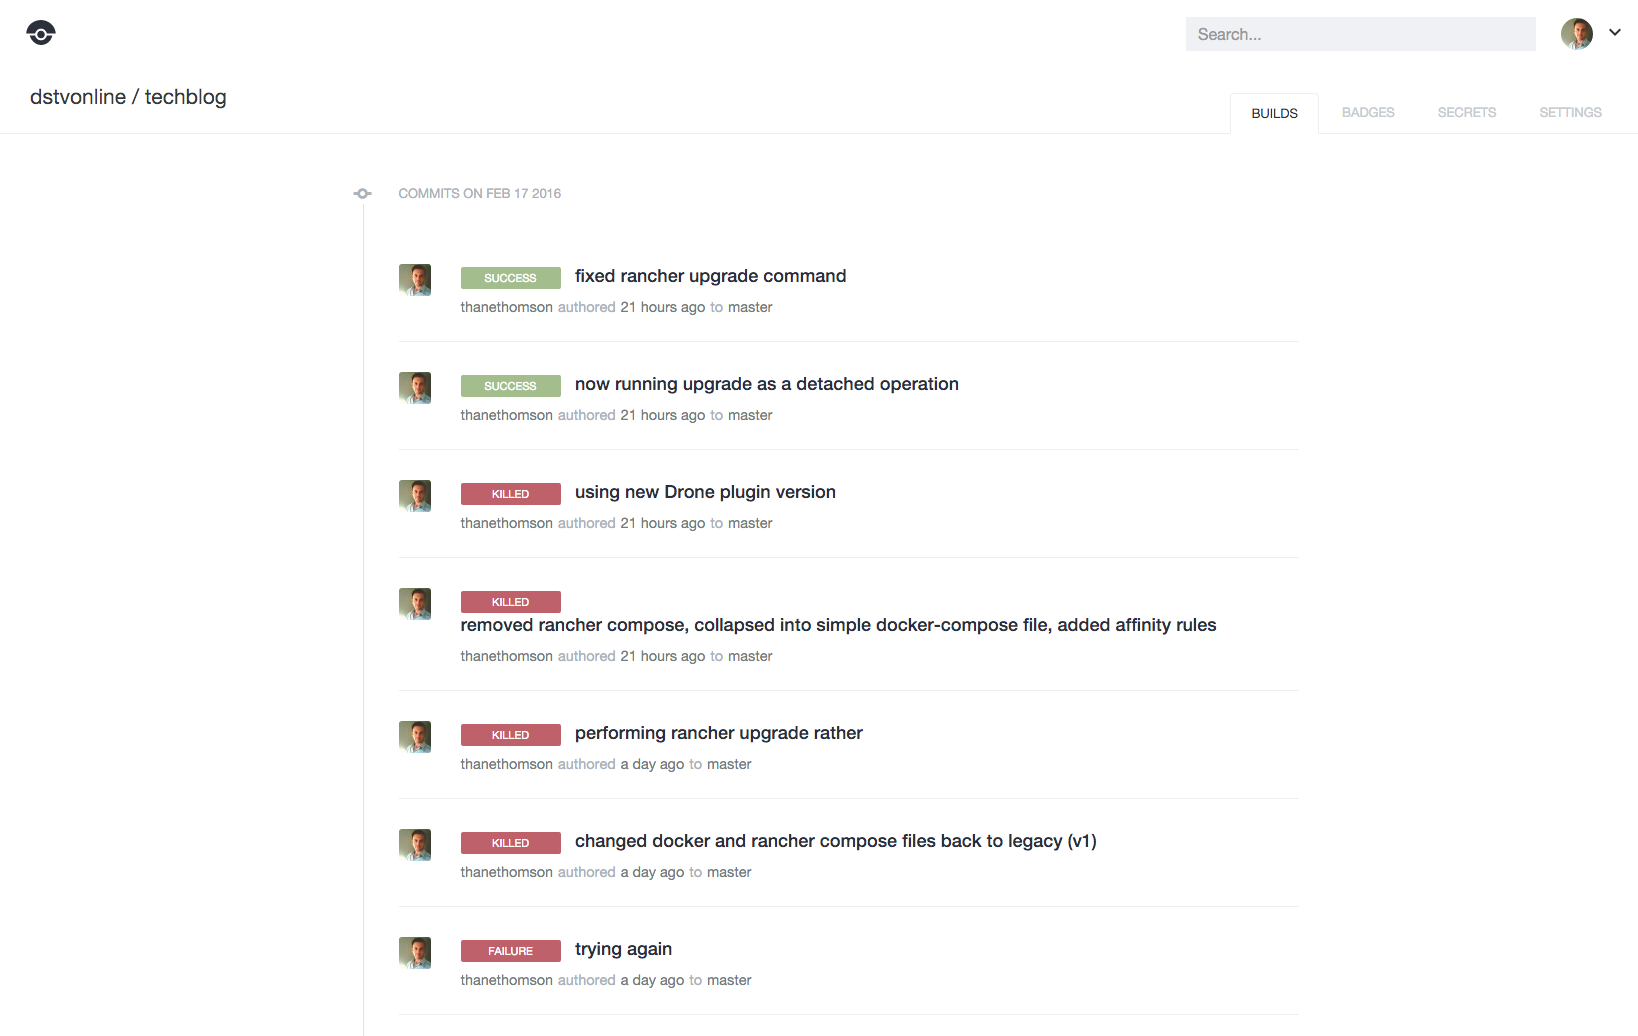 Search...
dstvonline / techblog
BUILDS BADGES SECRETS SETTINGS
COMMITS ON FEB 17 2016
SUCCESS fixed rancher upgrade command
thanethomson authored 21 hours ago to master
SUCCESS now running upgrade as a detached operation
thanethomson authored 21 hours ago to master
KILLED using new Drone plugin version
thanethomson authored 21 hours ago to master
KILLED
removed rancher compose, collapsed into simple docker-compose file, added affinity rules
thanethomson authored 21 hours ago to master
KILLED performing rancher upgrade rather
thanethomson authored a day ago to master
KILLED changed docker and rancher compose files back to legacy (v1)
thanethomson authored a day ago to master
FAILURE trying again
thanethomson authored a day ago to master